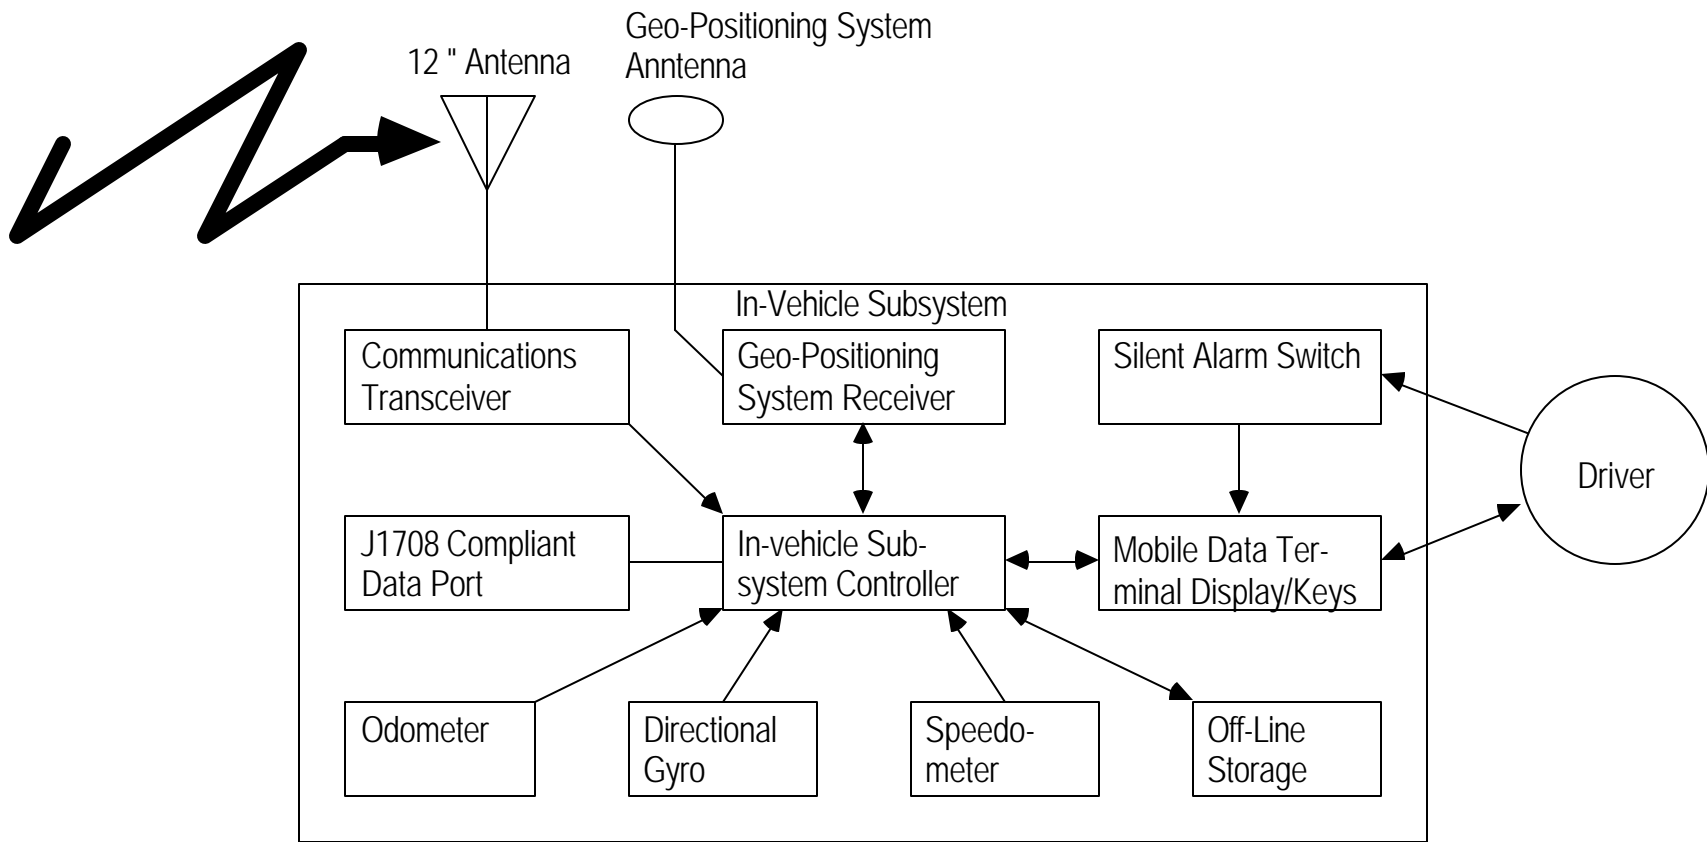 Geo-Positioning System
Anntenna
12 " Antenna
In-Vehicle Subsystem
Communications
Transceiver
Geo-Positioning
System Receiver
Silent Alarm Switch
Driver
J1708 Compliant
Data Port
In-vehicle Sub-
system Controller
Mobile Data Ter-
minal Display/Keys
Odometer
Directional
Gyro
Speedo-
meter
Off-Line
Storage